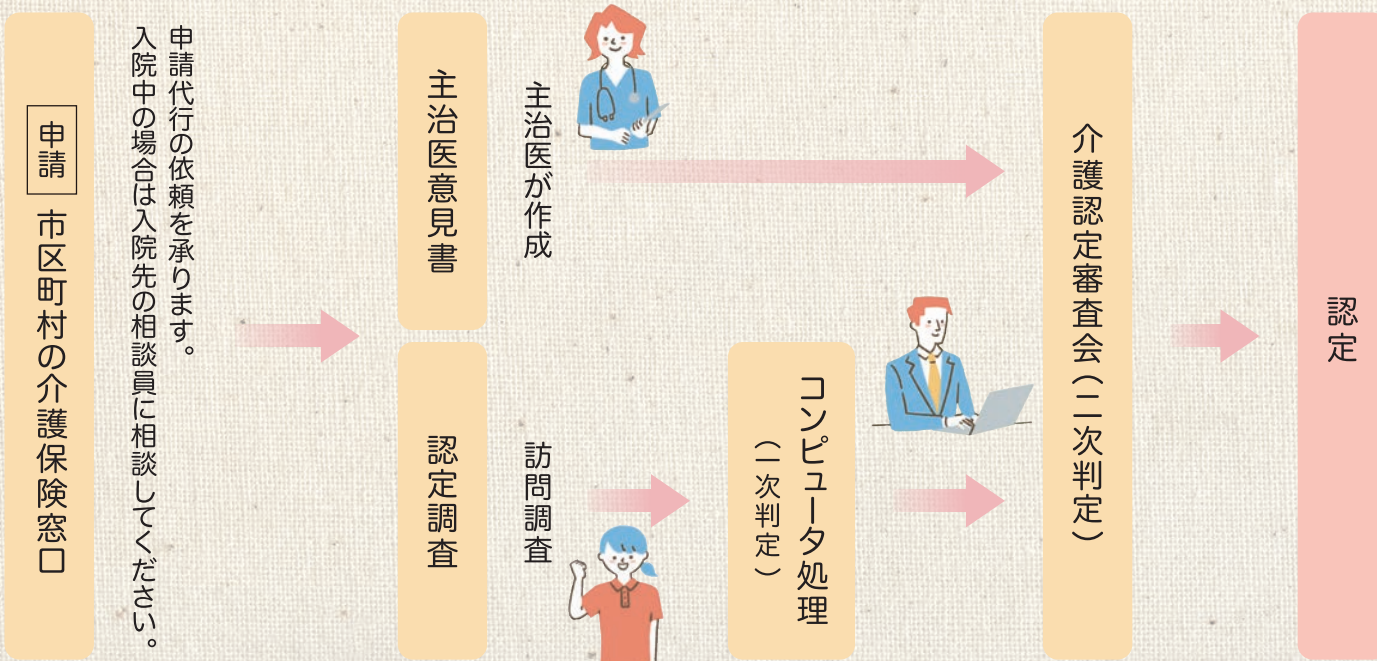 申請 市区町村の介護保険窓口
申請代行の依頼を承ります。
入院中の場合は入院先の相談員に相談してください。
主治医意見書
主治医が作成
認定調査
訪問調査
コンピュータ処理
（一次判定）
介護認定審査会（二次判定）
認定